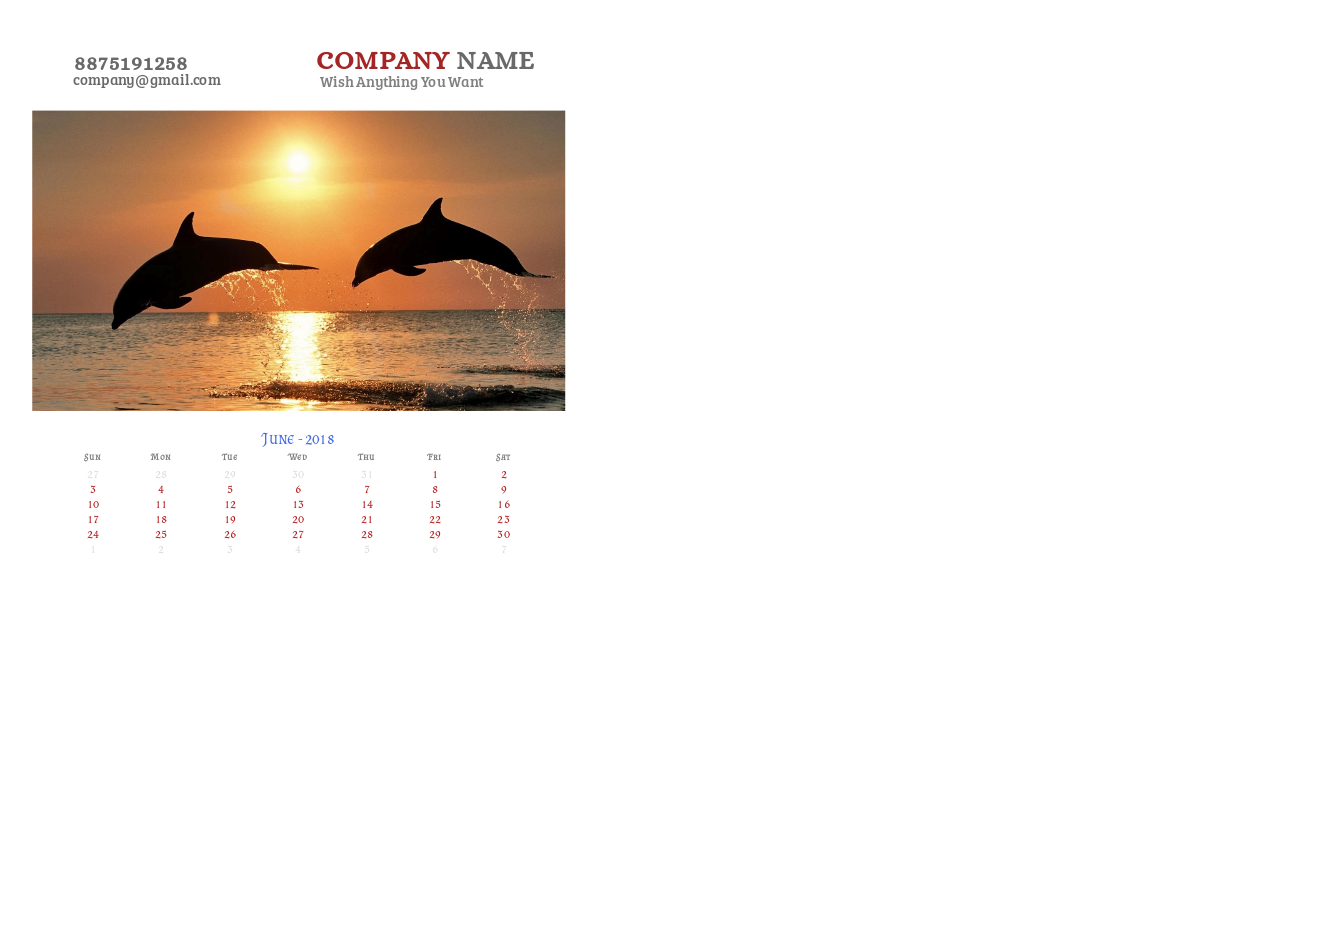 8875191258
company@gmail.com
COMPANY NAME
Wish Anything You Want
June - 2018
Sun Mon Tue Wed Thu Fri Sat
27 28 29 30 31 1 2
3 4 5 6 7 8 9
10 11 12 13 14 15 16
17 18 19 20 21 22 23
24 25 26 27 28 29 30
1 2 3 4 5 6 7